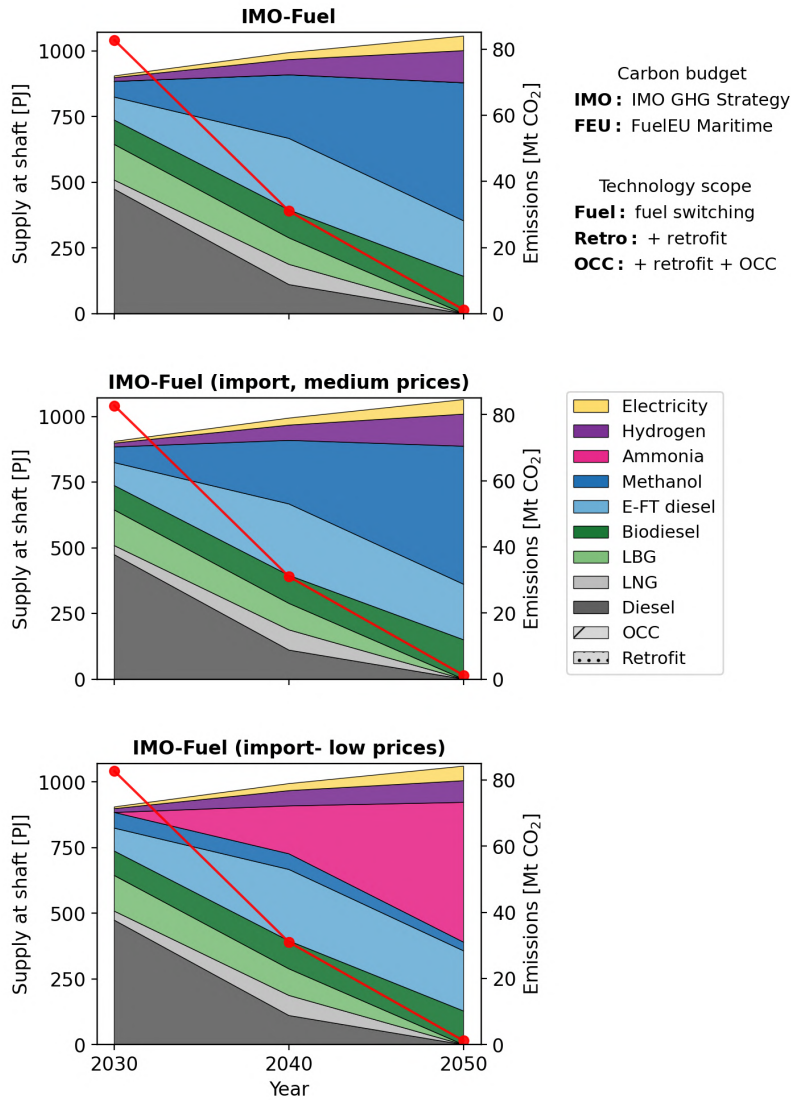 IMO-Fuel
1000
750
500
250
0
Supply at shaft [PJ]
80
60
40
20
0
Emissions [Mt CO₂]
Carbon budget
IMO: IMO GHG Strategy
FEU: FuelEU Maritime
Technology scope
Fuel: fuel switching
Retro: + retrofit
OCC: + retrofit + OCC
IMO-Fuel (import, medium prices)
1000
750
500
250
0
Supply at shaft [PJ]
80
60
40
20
0
Emissions [Mt CO₂]
Electricity
Hydrogen
Ammonia
Methanol
E-FT diesel
Biodiesel
LBG
LNG
Diesel
OCC
Retrofit
IMO-Fuel (import- low prices)
1000
750
500
250
0
Supply at shaft [PJ]
80
60
40
20
0
Emissions [Mt CO₂]
2030 2040 2050
Year